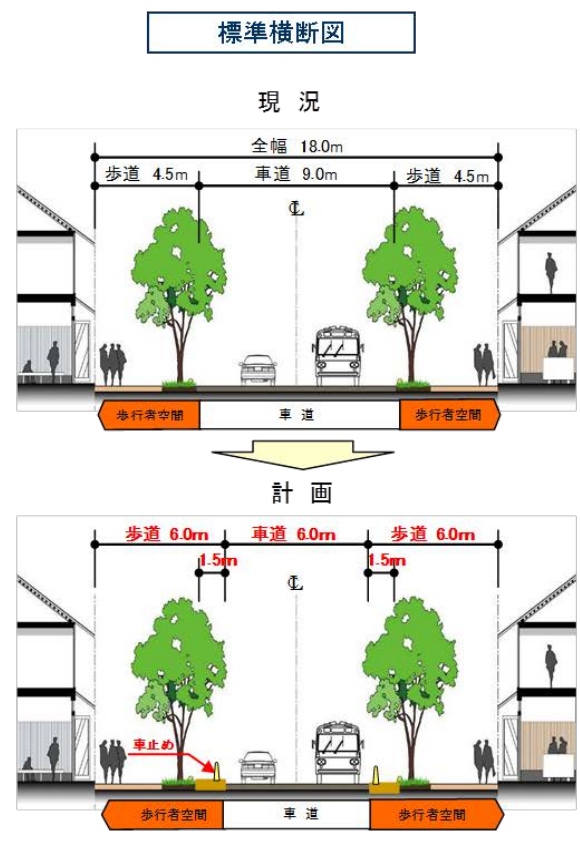 標準横断図
現 況
全幅 18.0m
歩道 4.5m 車道 9.0m 歩道 4.5m
℄
歩行者空間 車 道 歩行者空間
計 画
歩道 6.0m 車道 6.0m 歩道 6.0m
1.5m 1.5m
℄
車止め
歩行者空間 車 道 歩行者空間